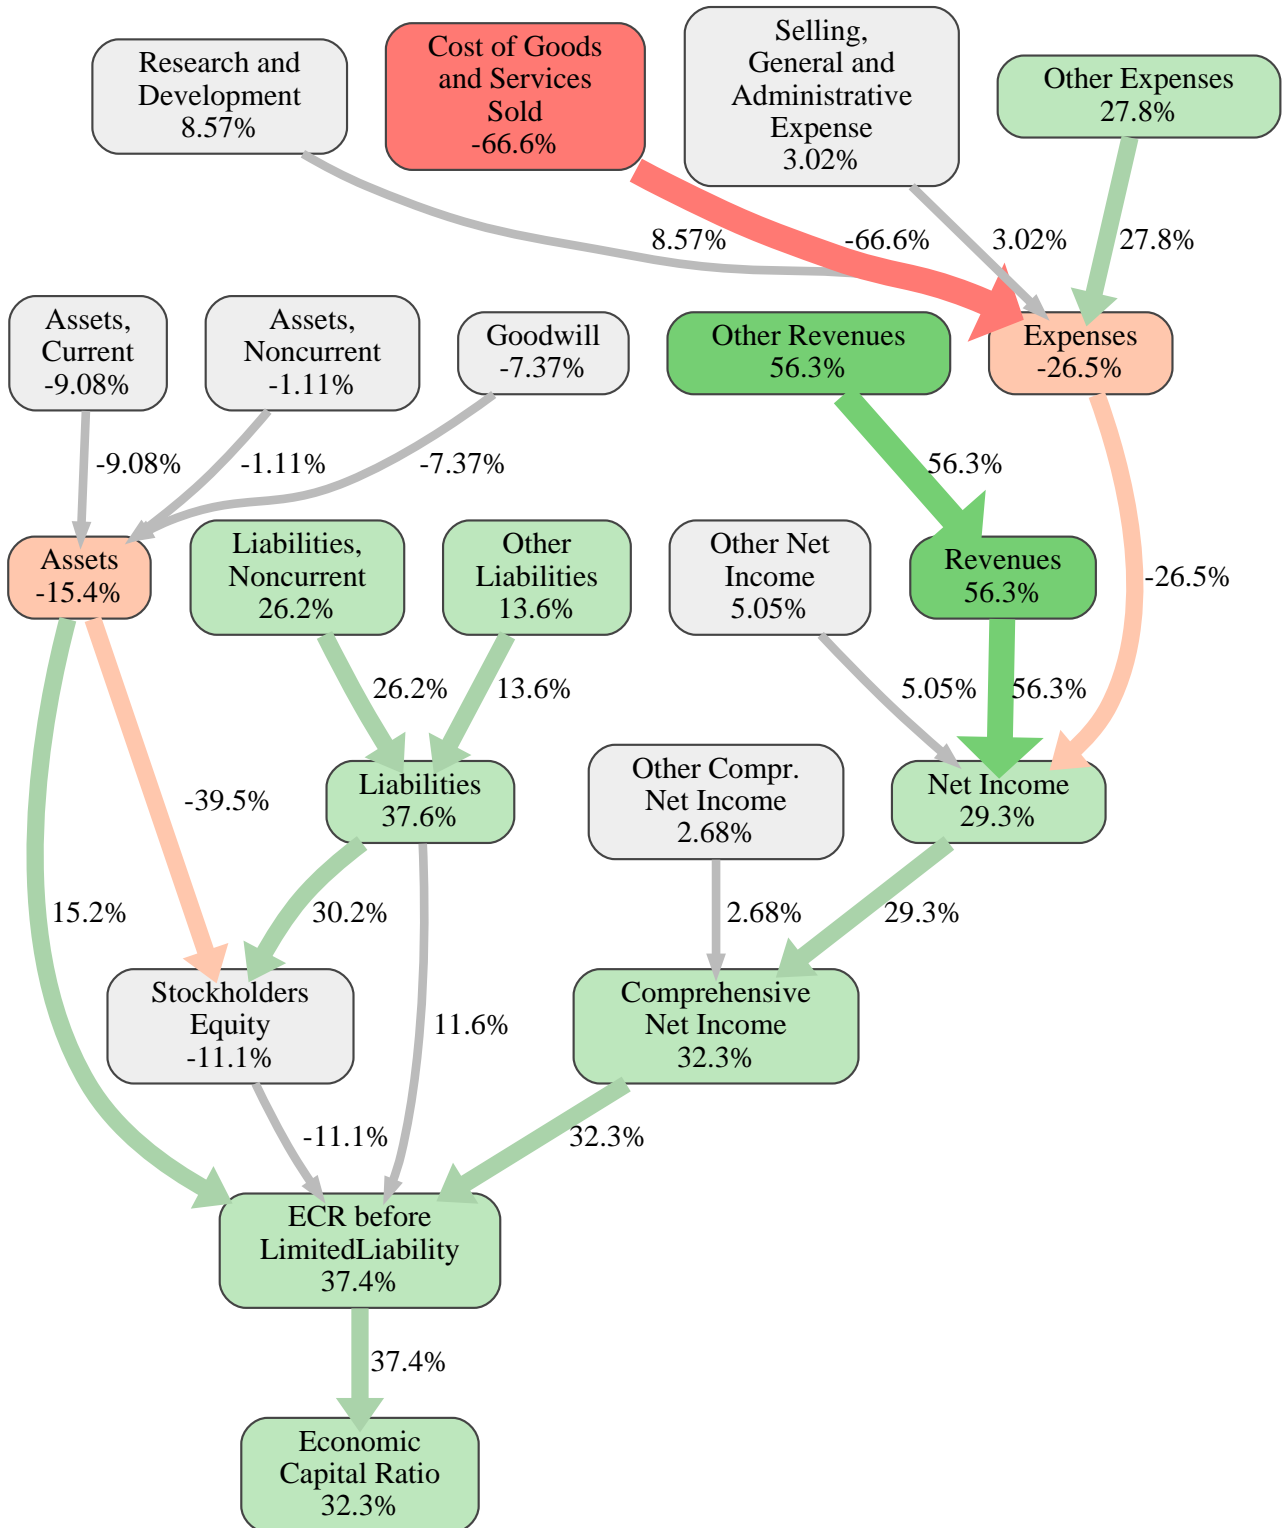 Research and
Development
8.57%
Cost of Goods
and Services
Sold
-66.6%
Selling,
General and
Administrative
Expense
3.02%
Other Expenses
27.8%
8.57%
-66.6%
3.02%
27.8%
Assets,
Current
-9.08%
Assets,
Noncurrent
-1.11%
Goodwill
-7.37%
Other Revenues
56.3%
Expenses
-26.5%
-9.08%
-1.11%
-7.37%
56.3%
Assets
-15.4%
Liabilities,
Noncurrent
26.2%
Other
Liabilities
13.6%
Other Net
Income
5.05%
Revenues
56.3%
-26.5%
26.2%
13.6%
5.05%
56.3%
-39.5%
Liabilities
37.6%
Other Compr.
Net Income
2.68%
Net Income
29.3%
15.2%
30.2%
2.68%
29.3%
Stockholders
Equity
-11.1%
11.6%
Comprehensive
Net Income
32.3%
-11.1%
32.3%
ECR before
LimitedLiability
37.4%
37.4%
Economic
Capital Ratio
32.3%